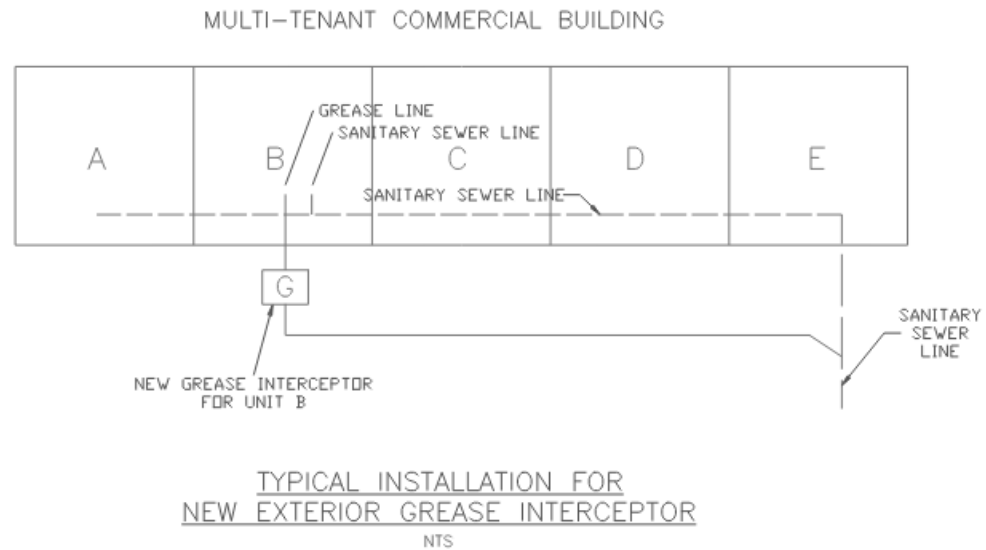 MULTI-TENANT COMMERCIAL BUILDING
GREASE LINE
SANITARY SEWER LINE
A
B
C
D
E
SANITARY SEWER LINE
G
SANITARY
SEWER
LINE
NEW GREASE INTERCEPTOR
FOR UNIT B
TYPICAL INSTALLATION FOR
NEW EXTERIOR GREASE INTERCEPTOR
NTS